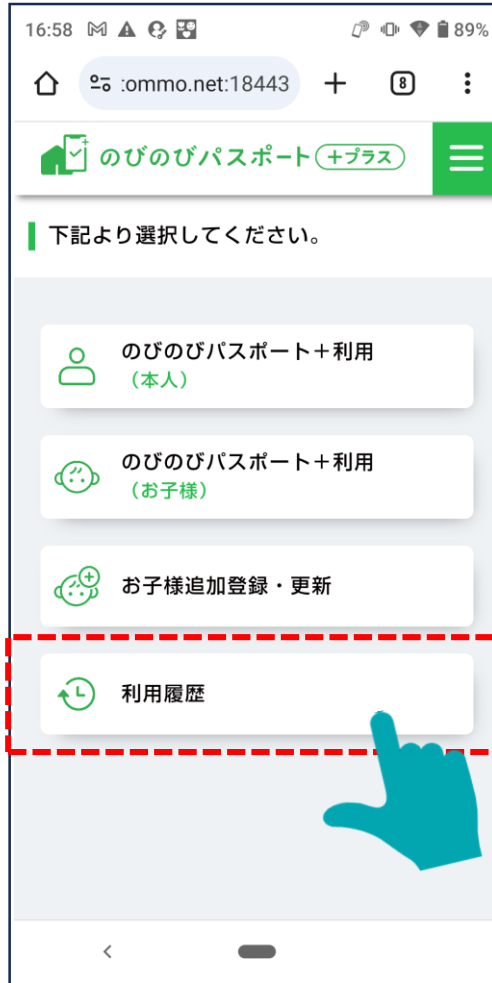 16:58
89%
:ommo.net:18443
8
のびのびパスポート +プラス
下記より選択してください。
のびのびパスポート+利用
（本人）
のびのびパスポート+利用
（お子様）
お子様追加登録・更新
利用履歴